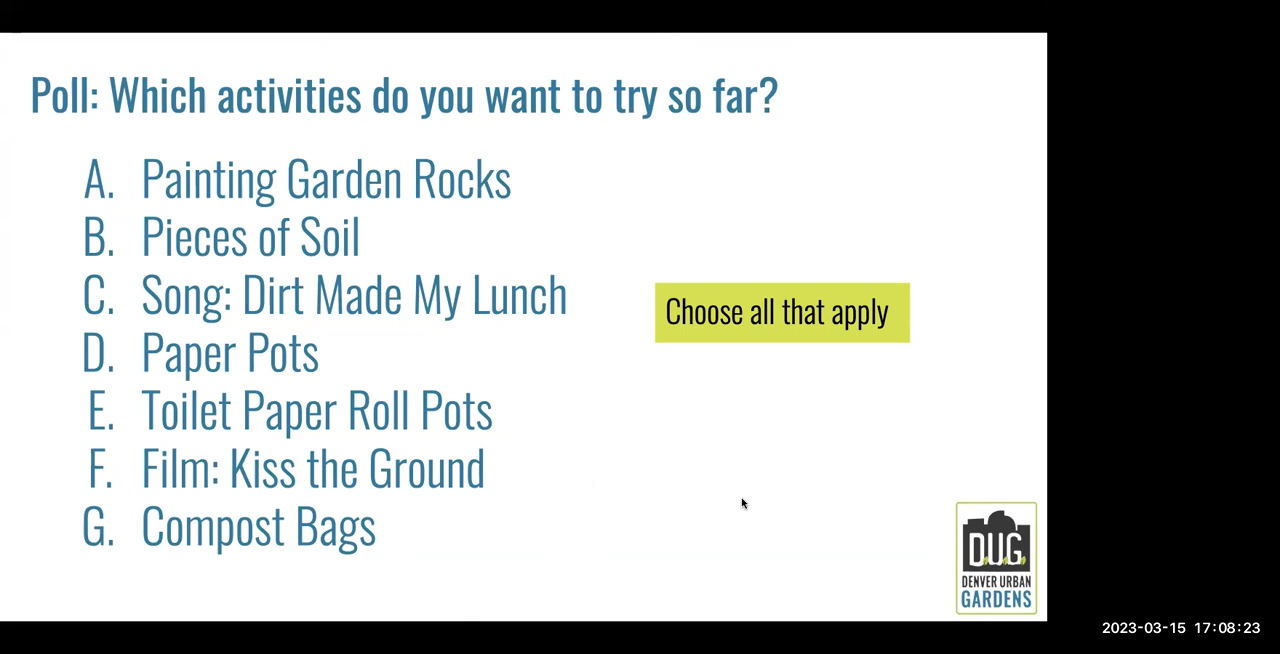 Poll: Which activities do you want to try so far?
A. Painting Garden Rocks
B. Pieces of Soil
C. Song: Dirt Made My Lunch
D. Paper Pots
E. Toilet Paper Roll Pots
F. Film: Kiss the Ground
G. Compost Bags
Choose all that apply
D.U.G.
DENVER URBAN
GARDENS
2023-03-15 17:08:23